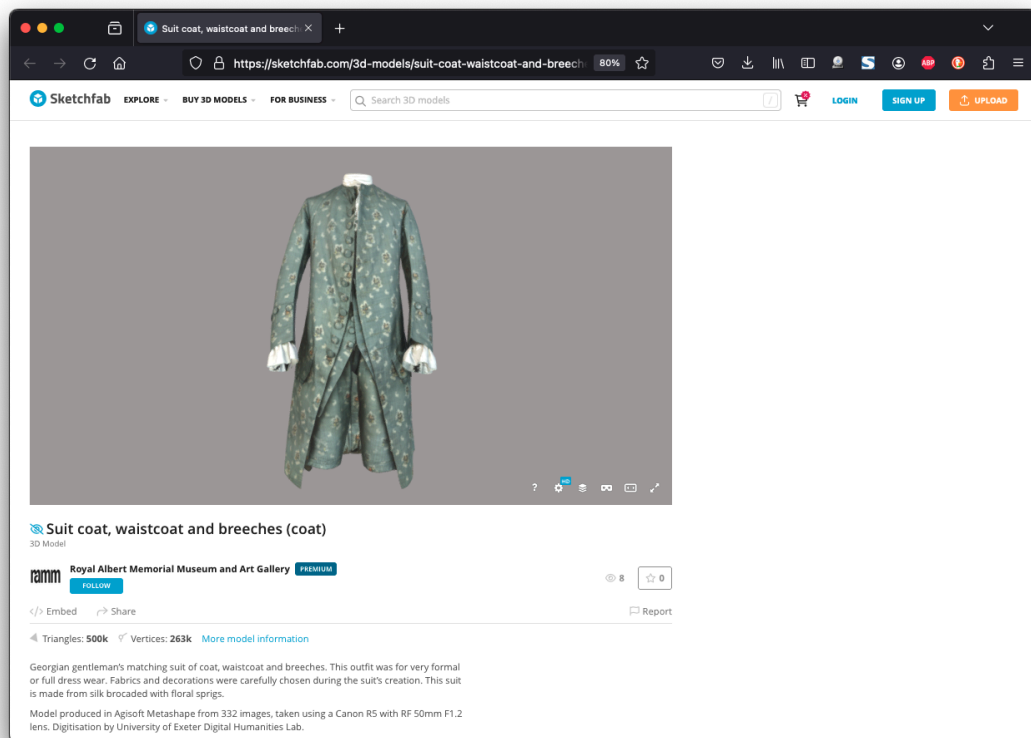 Suit coat, waistcoat and breech
https://sketchfab.com/3d-models/suit-coat-waistcoat-and-breech 80%
ABP
Sketchfab EXPLORE BUY 3D MODELS FOR BUSINESS Search 3D models / LOGIN SIGN UP UPLOAD
? HD
Suit coat, waistcoat and breeches (coat)
3D Model
ramm Royal Albert Memorial Museum and Art Gallery PREMIUM
FOLLOW
8 0
Embed Share Report
Triangles: 500k Vertices: 263k More model information
Georgian gentleman's matching suit of coat, waistcoat and breeches. This outfit was for very formal
or full dress wear. Fabrics and decorations were carefully chosen during the suit's creation. This suit
is made from silk brocaded with floral sprigs.
Model produced in Agisoft Metashape from 332 images, taken using a Canon R5 with RF 50mm F1.2
lens. Digitisation by University of Exeter Digital Humanities Lab.